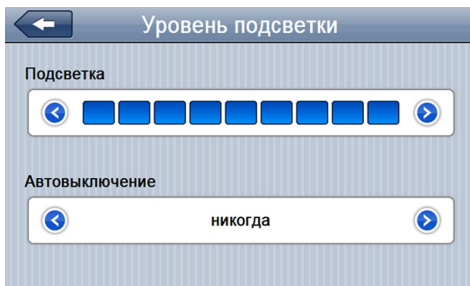 Уровень подсветки
Подсветка
Автовыключение
никогда